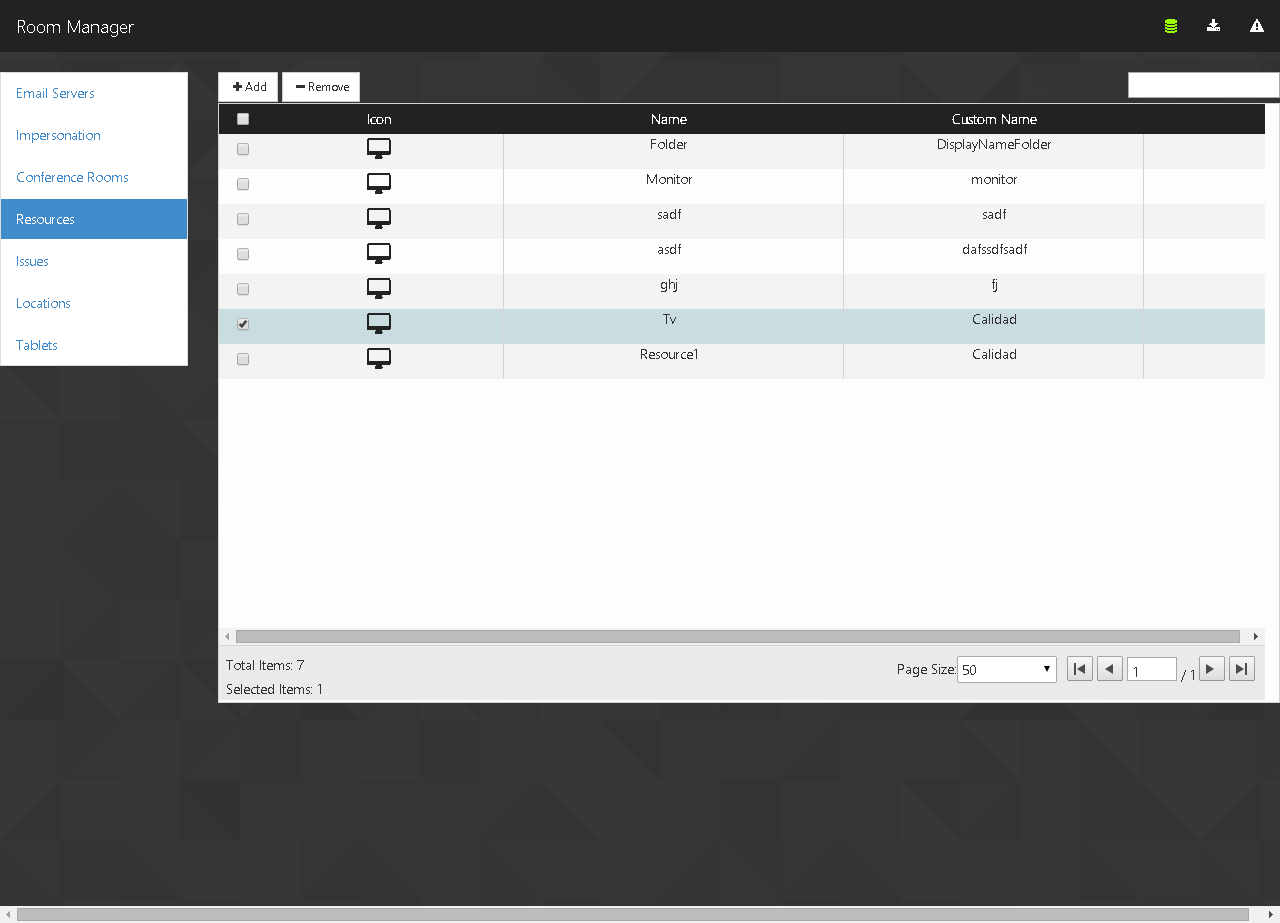 Room Manager
Email Servers
Impersonation
Conference Rooms
Resources
Issues
Locations
Tablets
Add Remove
Icon Name Custom Name
Folder DisplayNameFolder
Monitor monitor
sadf sadf
asdf dafssdfsadf
ghj fj
Tv Calidad
Resource1 Calidad
Total Items: 7
Selected Items: 1
Page Size: 50 1 / 1